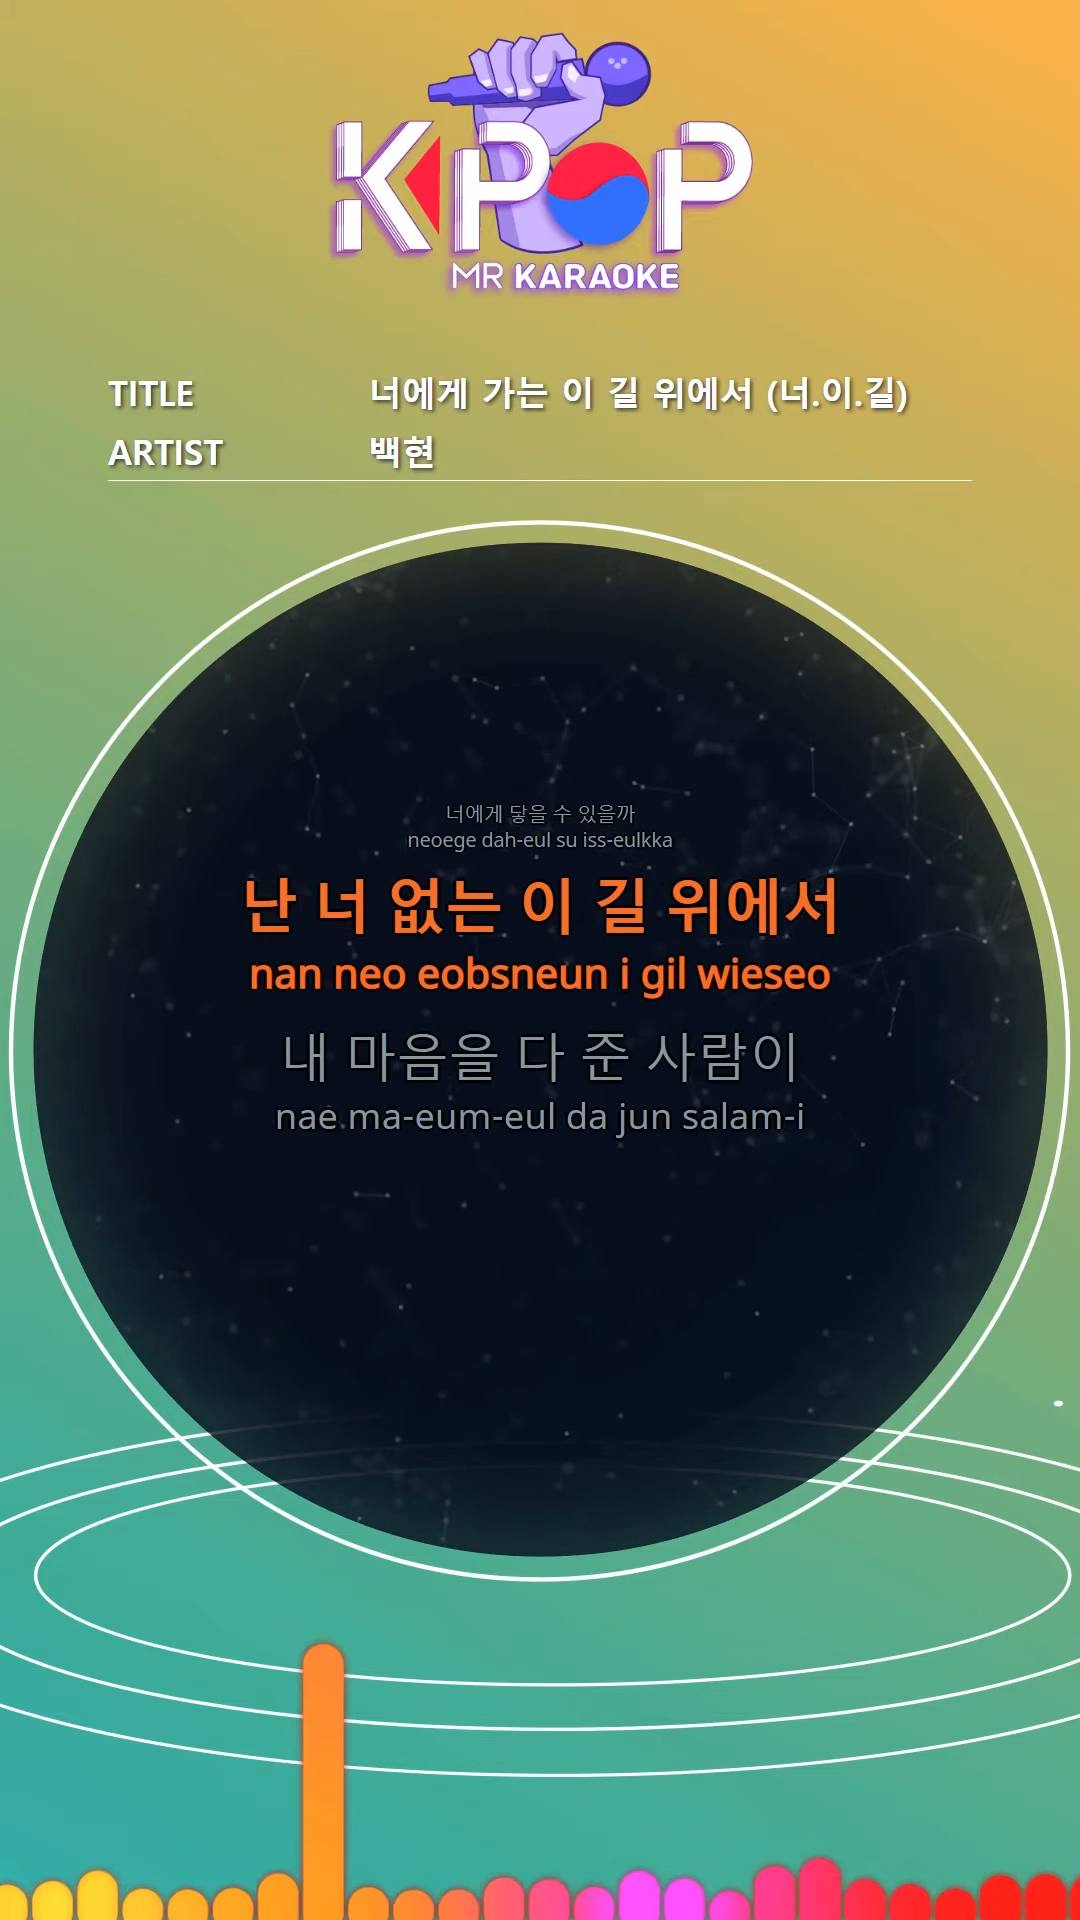 KPOP
MR KARAOKE
TITLE 너에게 가는 이 길 위에서 (너.이.길)
ARTIST 백현
너에게 닿을 수 있을까
neoege dah-eul su iss-eulkka
난 너 없는 이 길 위에서
nan neo eobsneun i gil wieseo
내 마음을 다 준 사람이
nae ma-eum-eul da jun salam-i